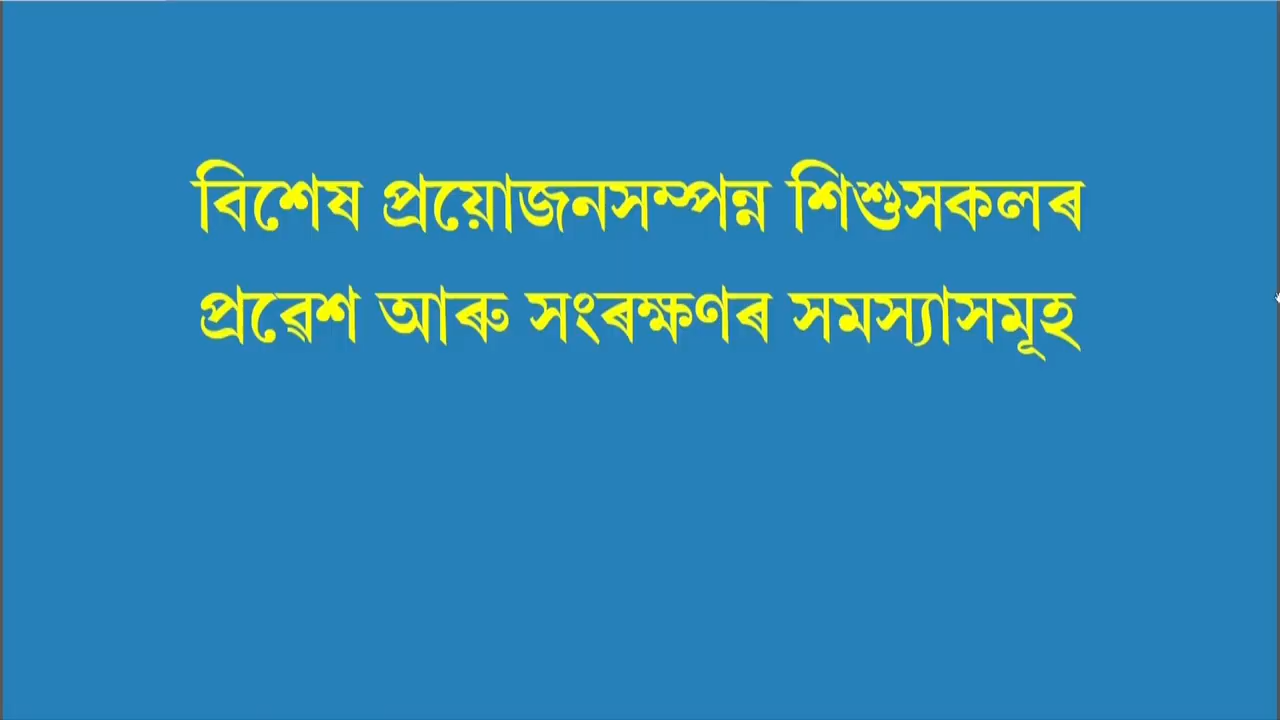 বিশেষ প্ৰয়োজনসম্পন্ন শিশুসকলৰ
প্ৰৱেশ আৰু সংৰক্ষণৰ সমস্যাসমূহ